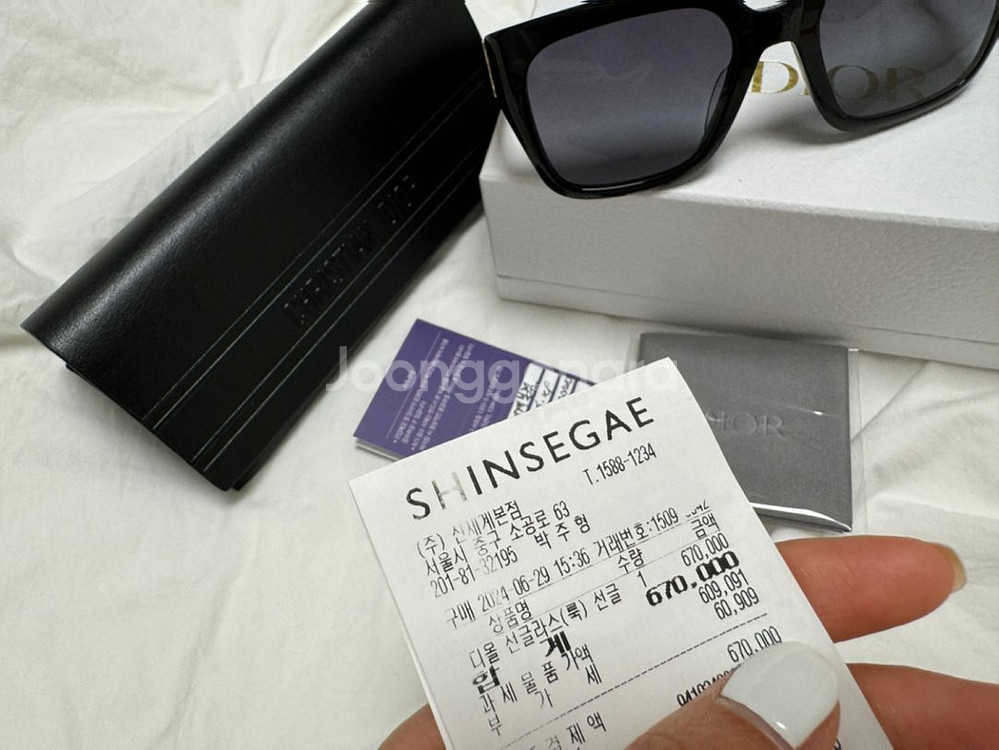 DIOR
CHRISTIAN DIOR
Joonggonara
DIOR
SHINSEGAE
T.1588-1234
(주) 신세계본점
서울시 중구 소공로 63
201-81-32195 박 주 형
구매 2024-06-29 15:36 거래번호:1509
상품명 수량 금액
디올 선글라스(룩) 선글 1 670,000
합 계 670,000
과 세 물 품 가액 609,091
부 가 세 60,909
결 제 액 670,000